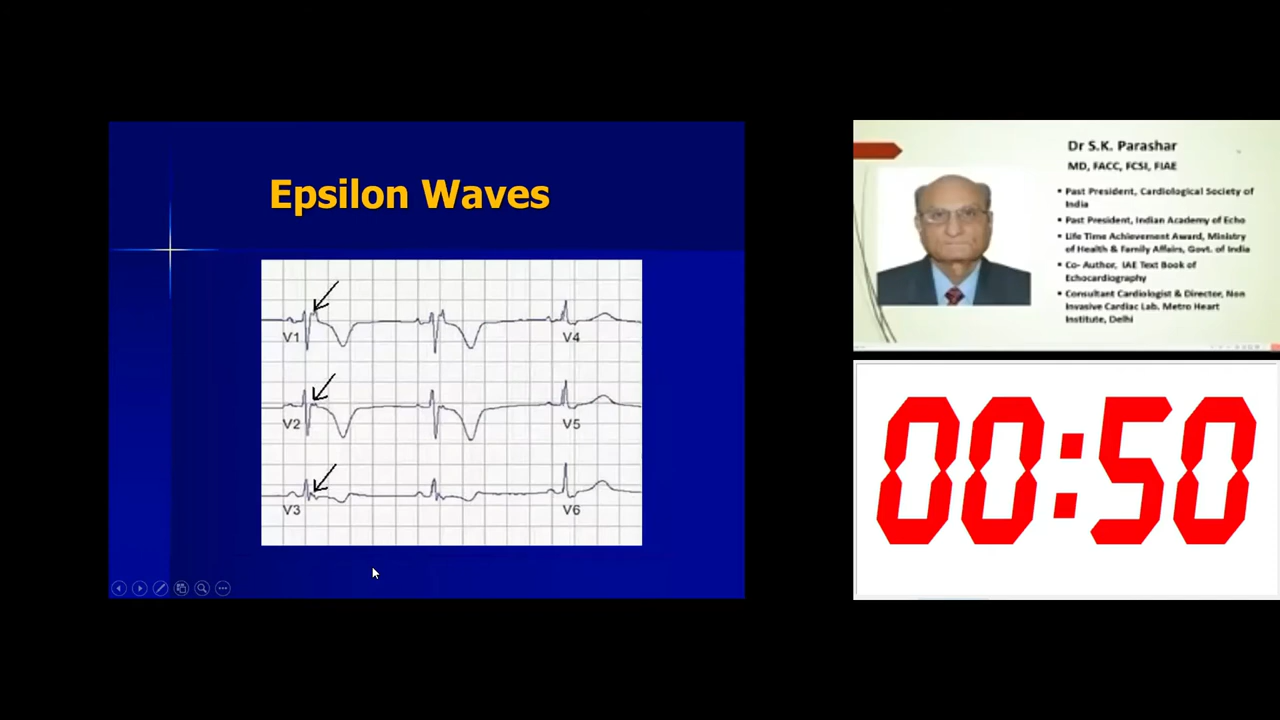 Epsilon Waves
V1
V4
V2
V5
V3
V6
Dr S.K. Parashar
MD, FACC, FCSI, FIAE
▪ Past President, Cardiological Society of
India
▪ Past President, Indian Academy of Echo
▪ Life Time Achievement Award, Ministry
of Health & Family Affairs, Govt. of India
▪ Co- Author, IAE Text Book of
Echocardiography
▪ Consultant Cardiologist & Director, Non
Invasive Cardiac Lab. Metro Heart
Institute, Delhi
00:50